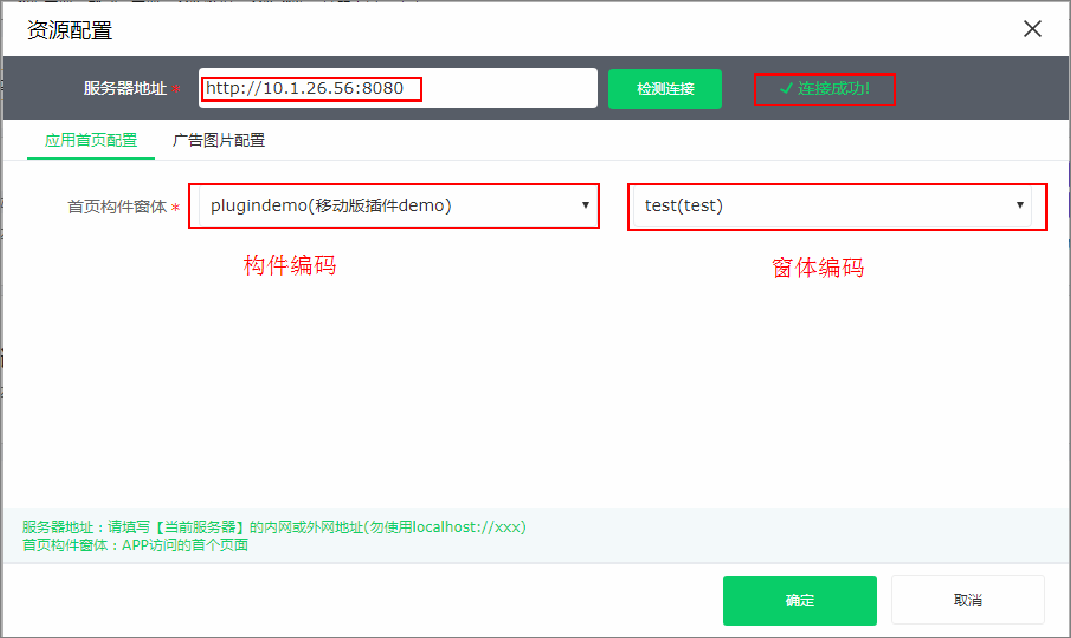 资源配置
服务器地址 * http://10.1.26.56:8080 检测连接 ✓ 连接成功!
应用首页配置 广告图片配置
首页构件窗体 * plugindemo(移动版插件demo) ▼ test(test) ▼
构件编码 窗体编码
服务器地址：请填写【当前服务器】的内网或外网地址(勿使用localhost://xxx)
首页构件窗体：APP访问的首个页面
确定 取消